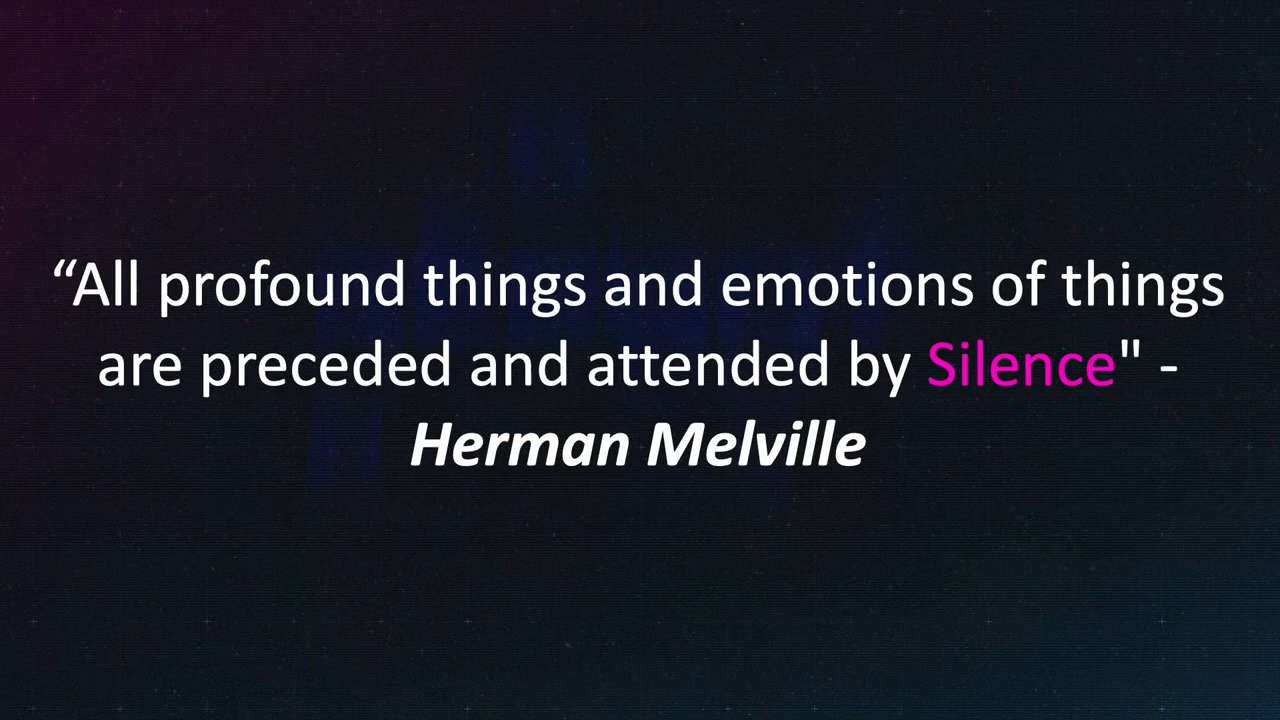 “All profound things and emotions of things
are preceded and attended by Silence" -
Herman Melville